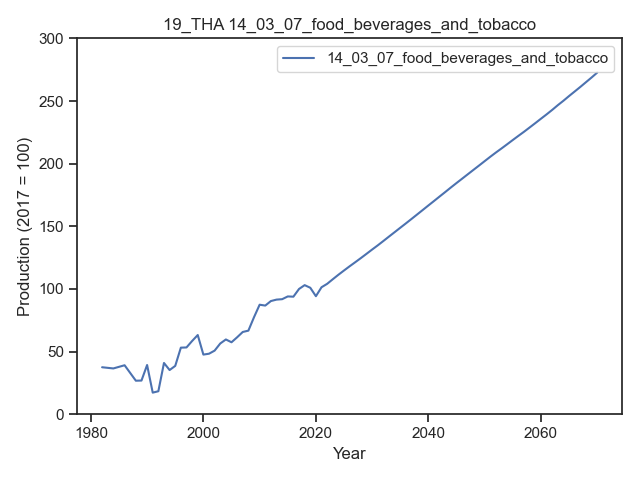 19_THA 14_03_07_food_beverages_and_tobacco
14_03_07_food_beverages_and_tobacco
Production (2017 = 100)
300
250
200
150
100
50
0
1980 2000 2020 2040 2060
Year